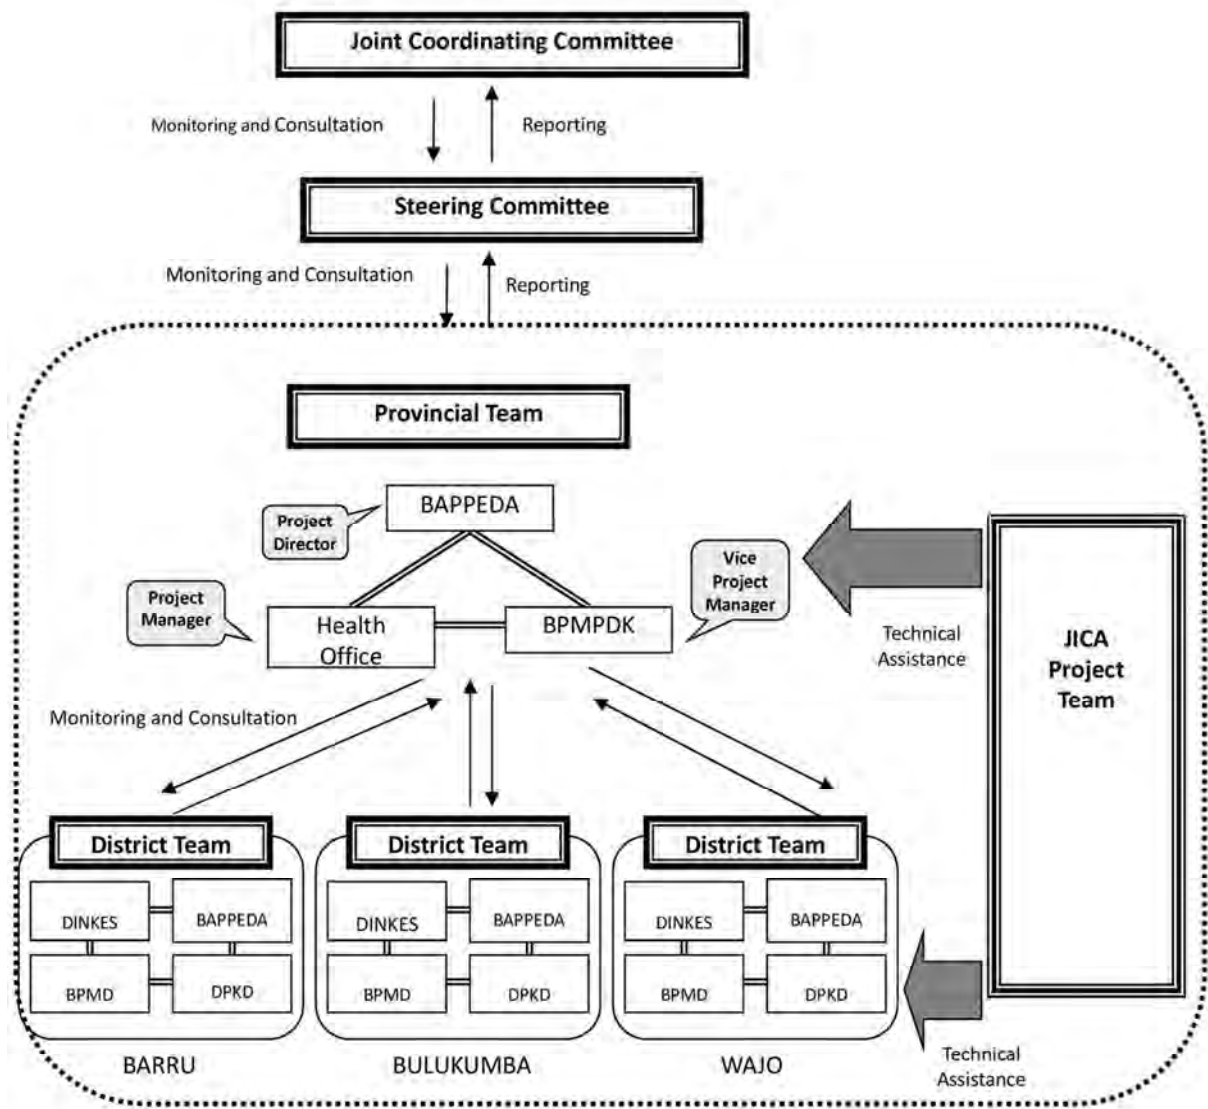 Joint Coordinating Committee
Monitoring and Consultation
Reporting
Steering Committee
Monitoring and Consultation
Reporting
Provincial Team
BAPPEDA
Project
Director
Project
Manager
Health
Office
BPMPDK
Vice
Project
Manager
Technical
Assistance
JICA
Project
Team
Monitoring and Consultation
District Team
DINKES
BAPPEDA
BPMD
DPKD
BARRU
District Team
DINKES
BAPPEDA
BPMD
DPKD
BULUKUMBA
District Team
DINKES
BAPPEDA
BPMD
DPKD
WAJO
Technical
Assistance